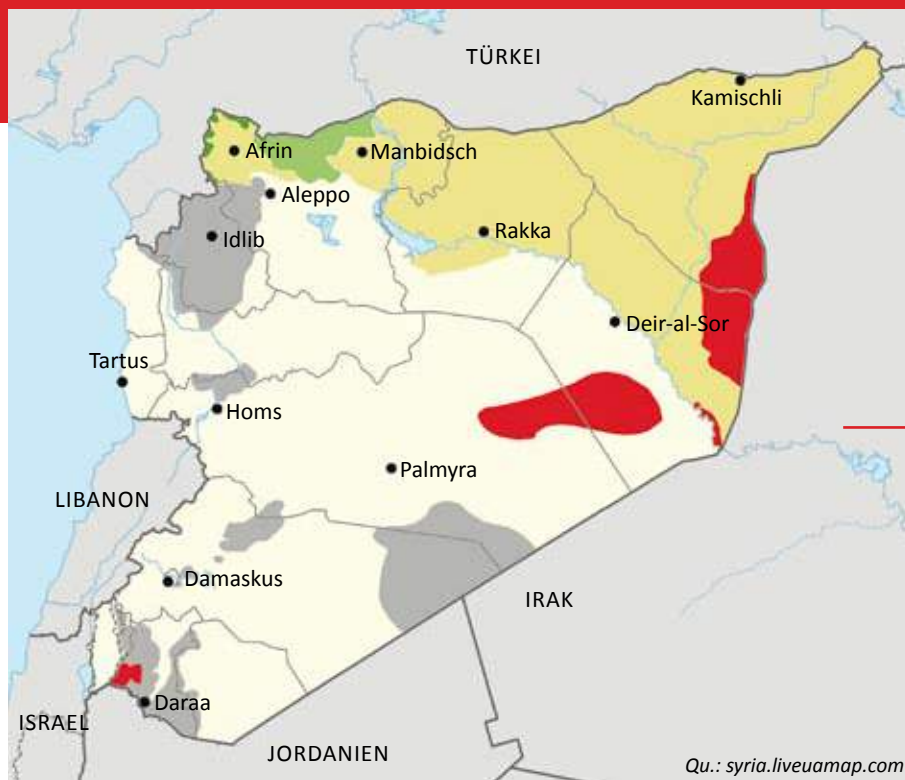 TÜRKEI
Kamischli
Afrin
Manbidsch
Aleppo
Idlib
Rakka
Deir-al-Sor
Tartus
Homs
Palmyra
LIBANON
Damaskus
IRAK
Daraa
ISRAEL
JORDANIEN
Qu.: syria.liveuamap.com